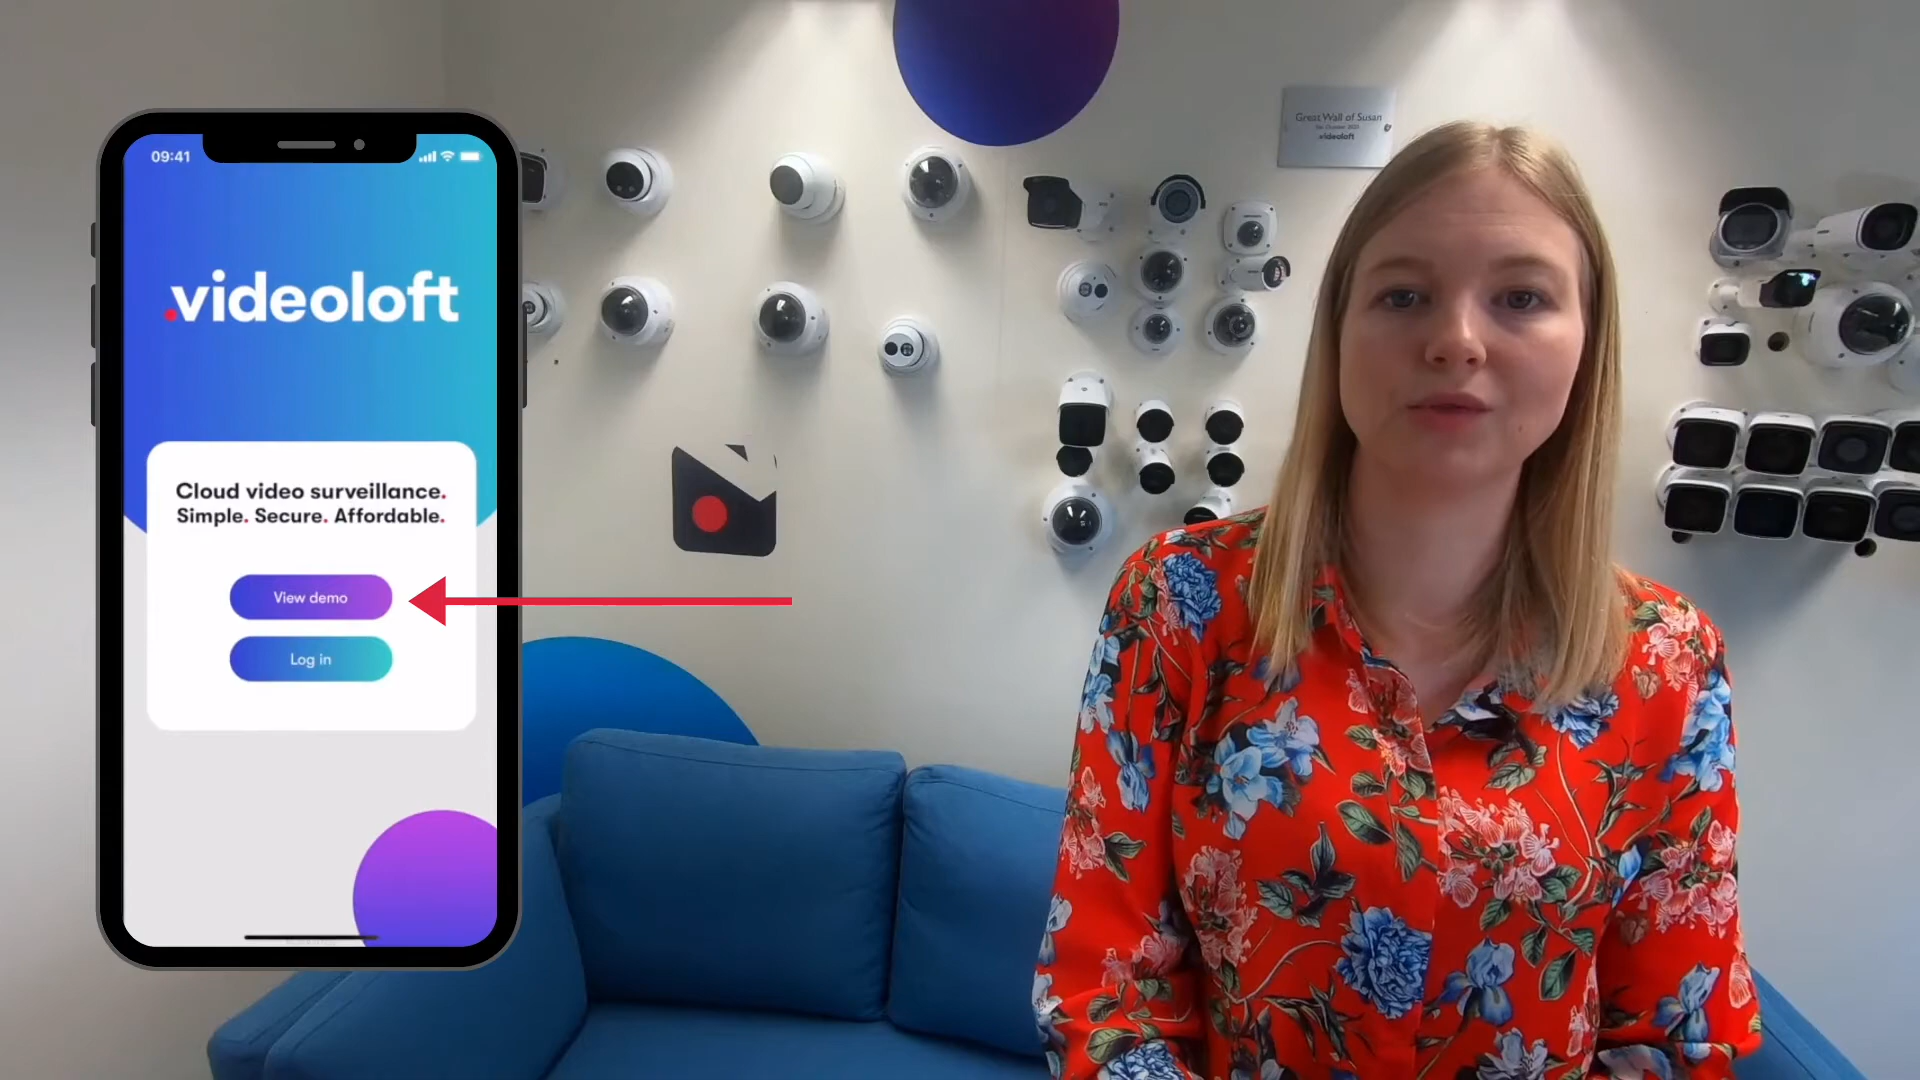 09:41
.videoloft
Cloud video surveillance.
Simple. Secure. Affordable.
View demo
Log in
Great Wall of Susan
.videoloft